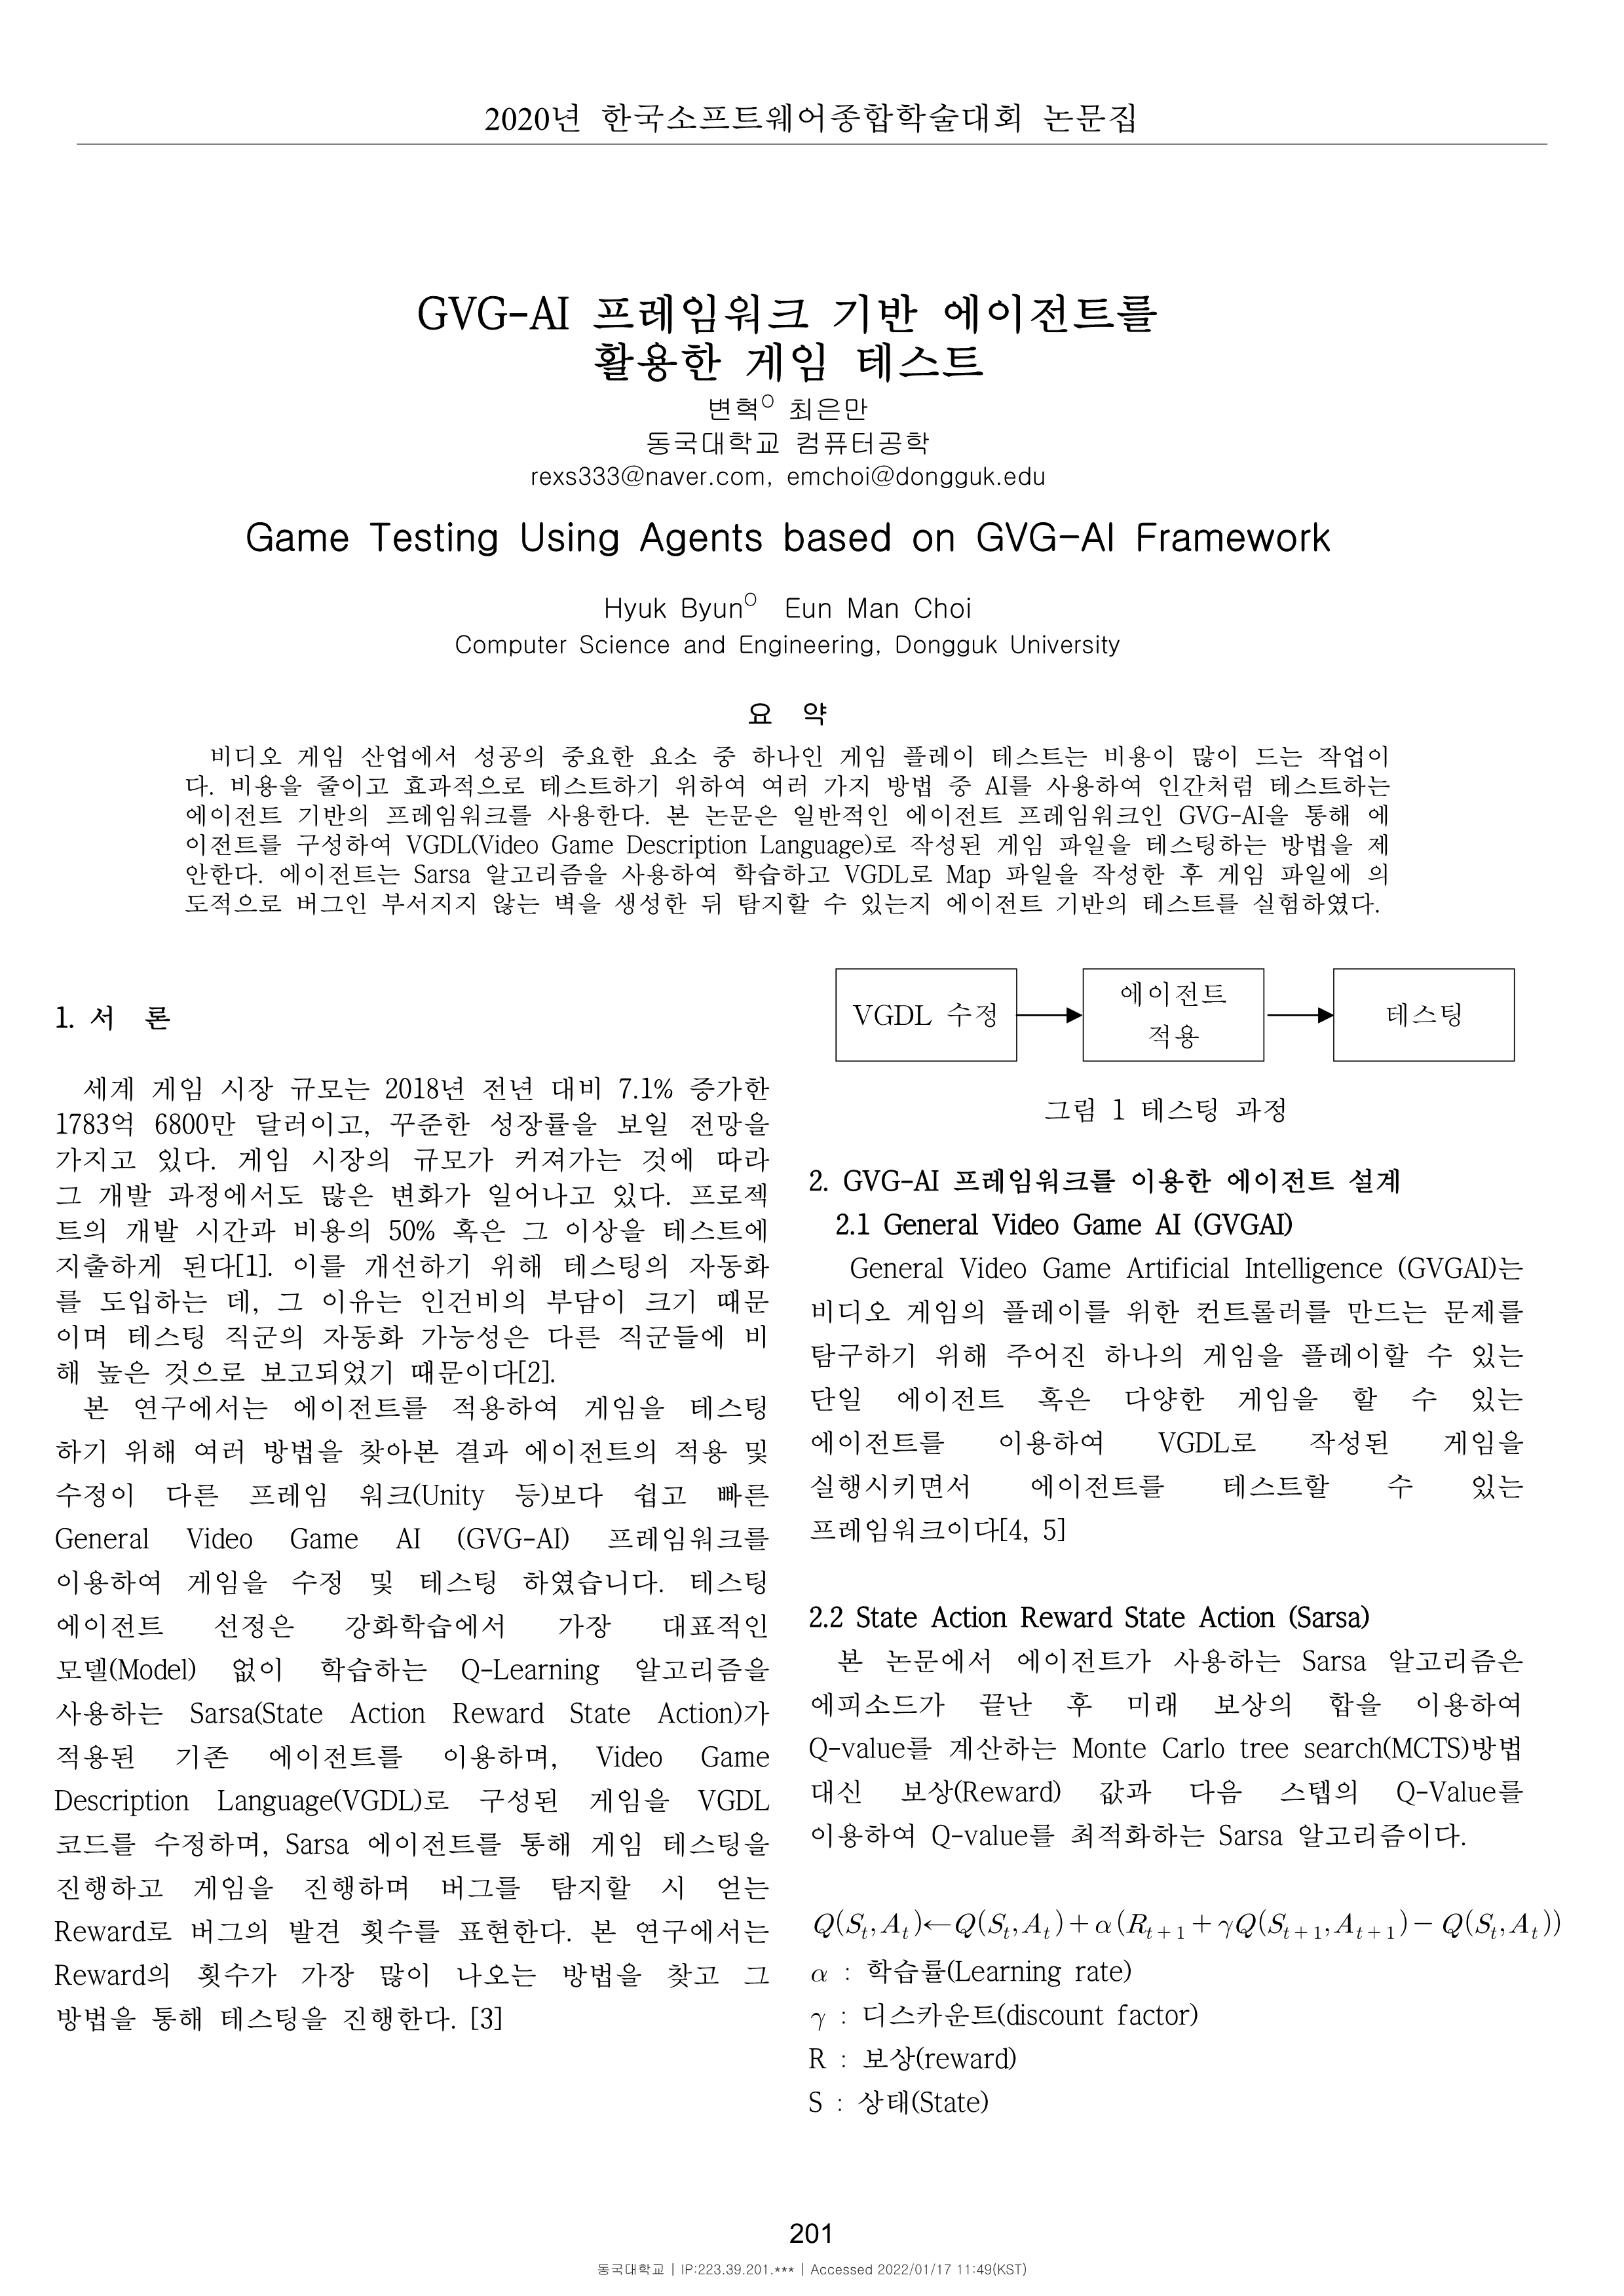 2020년 한국소프트웨어종합학술대회 논문집
GVG-AI 프레임워크 기반 에이전트를
활용한 게임 테스트
변혁O 최은만
동국대학교 컴퓨터공학
rexs333@naver.com, emchoi@dongguk.edu
Game Testing Using Agents based on GVG-AI Framework
Hyuk ByunO Eun Man Choi
Computer Science and Engineering, Dongguk University
요 약
비디오 게임 산업에서 성공의 중요한 요소 중 하나인 게임 플레이 테스트는 비용이 많이 드는 작업이
다. 비용을 줄이고 효과적으로 테스트하기 위하여 여러 가지 방법 중 AI를 사용하여 인간처럼 테스트하는
에이전트 기반의 프레임워크를 사용한다. 본 논문은 일반적인 에이전트 프레임워크인 GVG-AI을 통해 에
이전트를 구성하여 VGDL(Video Game Description Language)로 작성된 게임 파일을 테스팅하는 방법을 제
안한다. 에이전트는 Sarsa 알고리즘을 사용하여 학습하고 VGDL로 Map 파일을 작성한 후 게임 파일에 의
도적으로 버그인 부서지지 않는 벽을 생성한 뒤 탐지할 수 있는지 에이전트 기반의 테스트를 실험하였다.
1. 서 론
세계 게임 시장 규모는 2018년 전년 대비 7.1% 증가한
1783억 6800만 달러이고, 꾸준한 성장률을 보일 전망을
가지고 있다. 게임 시장의 규모가 커져가는 것에 따라
그 개발 과정에서도 많은 변화가 일어나고 있다. 프로젝
트의 개발 시간과 비용의 50% 혹은 그 이상을 테스트에
지출하게 된다[1]. 이를 개선하기 위해 테스팅의 자동화
를 도입하는 데, 그 이유는 인건비의 부담이 크기 때문
이며 테스팅 직군의 자동화 가능성은 다른 직군들에 비
해 높은 것으로 보고되었기 때문이다[2].
본 연구에서는 에이전트를 적용하여 게임을 테스팅
하기 위해 여러 방법을 찾아본 결과 에이전트의 적용 및
수정이 다른 프레임 워크(Unity 등)보다 쉽고 빠른
General Video Game AI (GVG-AI) 프레임워크를
이용하여 게임을 수정 및 테스팅 하였습니다. 테스팅
에이전트 선정은 강화학습에서 가장 대표적인
모델(Model) 없이 학습하는 Q-Learning 알고리즘을
사용하는 Sarsa(State Action Reward State Action)가
적용된 기존 에이전트를 이용하며, Video Game
Description Language(VGDL)로 구성된 게임을 VGDL
코드를 수정하며, Sarsa 에이전트를 통해 게임 테스팅을
진행하고 게임을 진행하며 버그를 탐지할 시 얻는
Reward로 버그의 발견 횟수를 표현한다. 본 연구에서는
Reward의 횟수가 가장 많이 나오는 방법을 찾고 그
방법을 통해 테스팅을 진행한다. [3]
VGDL 수정
에이전트
적용
테스팅
그림 1 테스팅 과정
2. GVG-AI 프레임워크를 이용한 에이전트 설계
2.1 General Video Game AI (GVGAI)
General Video Game Artificial Intelligence (GVGAI)는
비디오 게임의 플레이를 위한 컨트롤러를 만드는 문제를
탐구하기 위해 주어진 하나의 게임을 플레이할 수 있는
단일 에이전트 혹은 다양한 게임을 할 수 있는
에이전트를 이용하여 VGDL로 작성된 게임을
실행시키면서 에이전트를 테스트할 수 있는
프레임워크이다[4, 5]
2.2 State Action Reward State Action (Sarsa)
본 논문에서 에이전트가 사용하는 Sarsa 알고리즘은
에피소드가 끝난 후 미래 보상의 합을 이용하여
Q-value를 계산하는 Monte Carlo tree search(MCTS)방법
대신 보상(Reward) 값과 다음 스텝의 Q-Value를
이용하여 Q-value를 최적화하는 Sarsa 알고리즘이다.
Q(S_t, A_t)←Q(S_t, A_t)+α(R_{t+1}+γQ(S_{t+1}, A_{t+1})− Q(S_t, A_t))
α : 학습률(Learning rate)
γ : 디스카운트(discount factor)
R : 보상(reward)
S : 상태(State)
201
동국대학교 | IP:223.39.201.*** | Accessed 2022/01/17 11:49(KST)